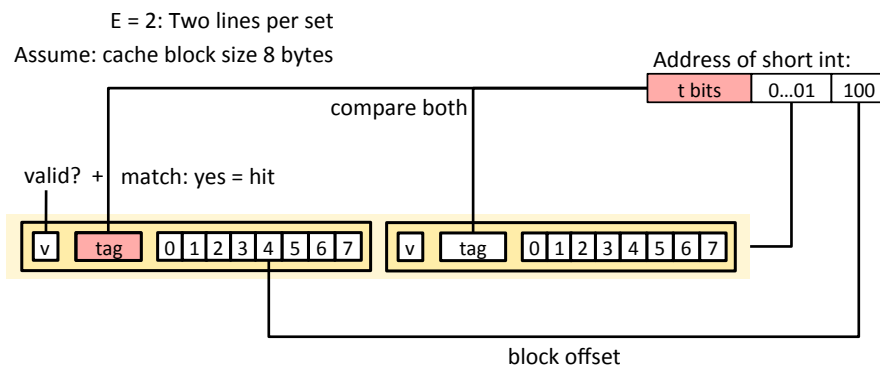 E = 2: Two lines per set
Assume: cache block size 8 bytes
Address of short int:
t bits 0...01 100
compare both
valid? + match: yes = hit
v tag 0 1 2 3 4 5 6 7 v tag 0 1 2 3 4 5 6 7
block offset